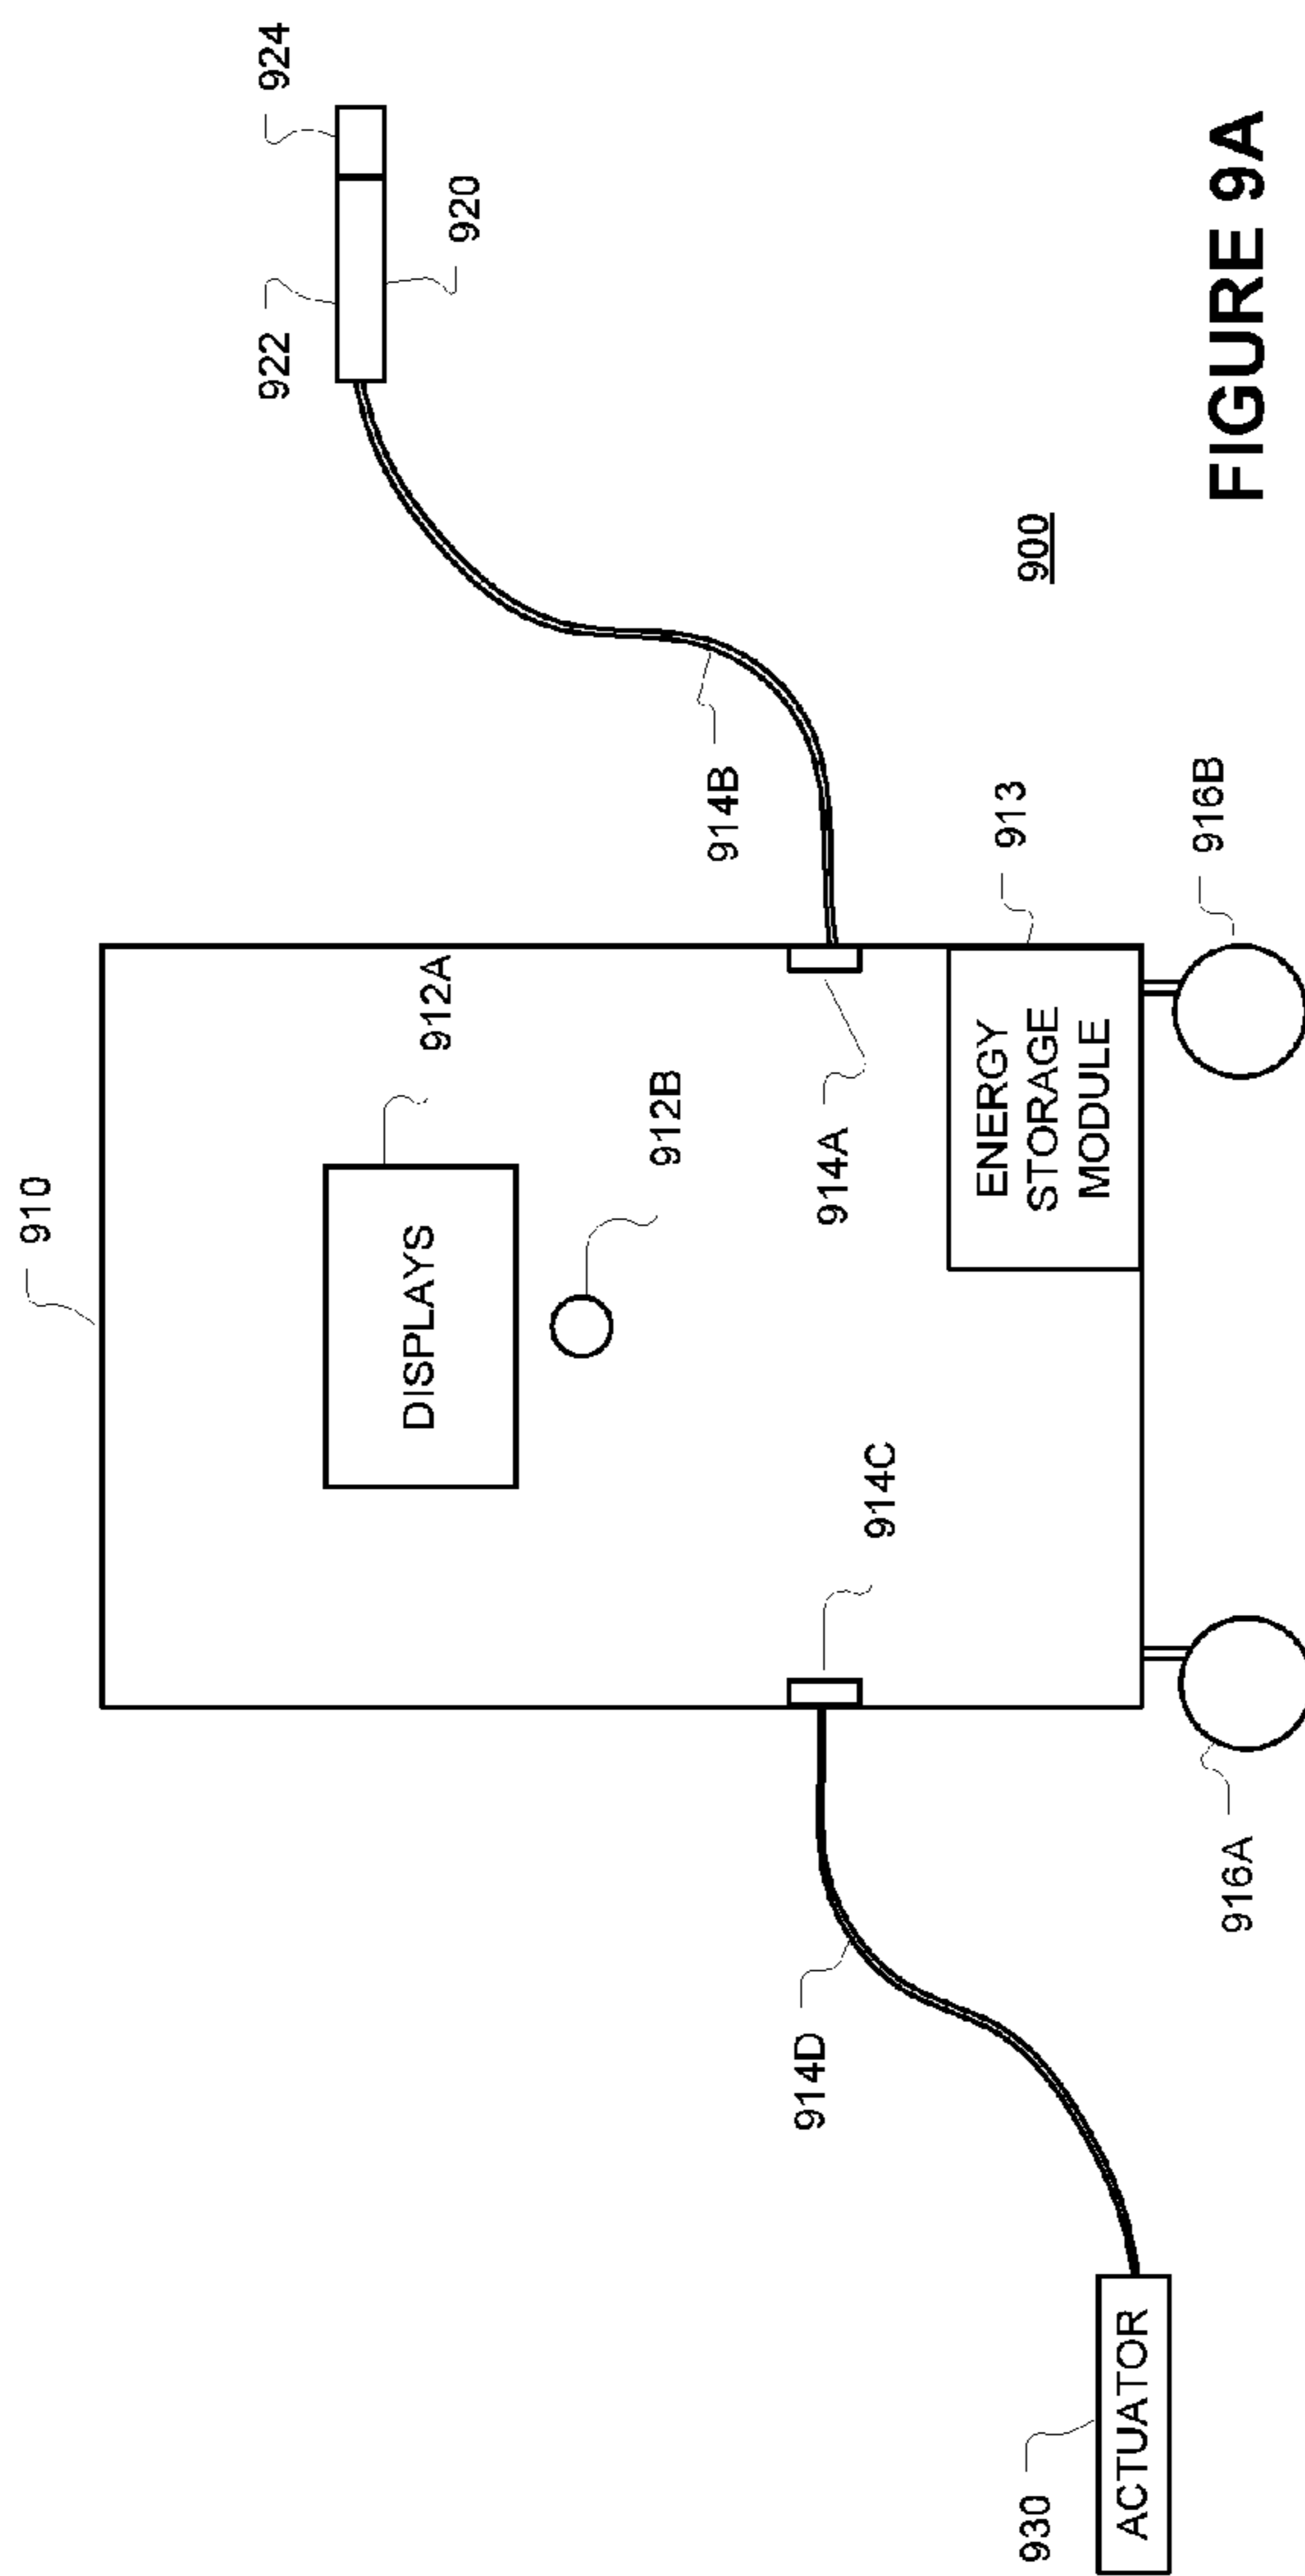 924
922
920
910
912A
DISPLAYS
912B
914B
914A
914C
914D
900
913
ENERGY
STORAGE
MODULE
930
ACTUATOR
916A
916B
FIGURE 9A